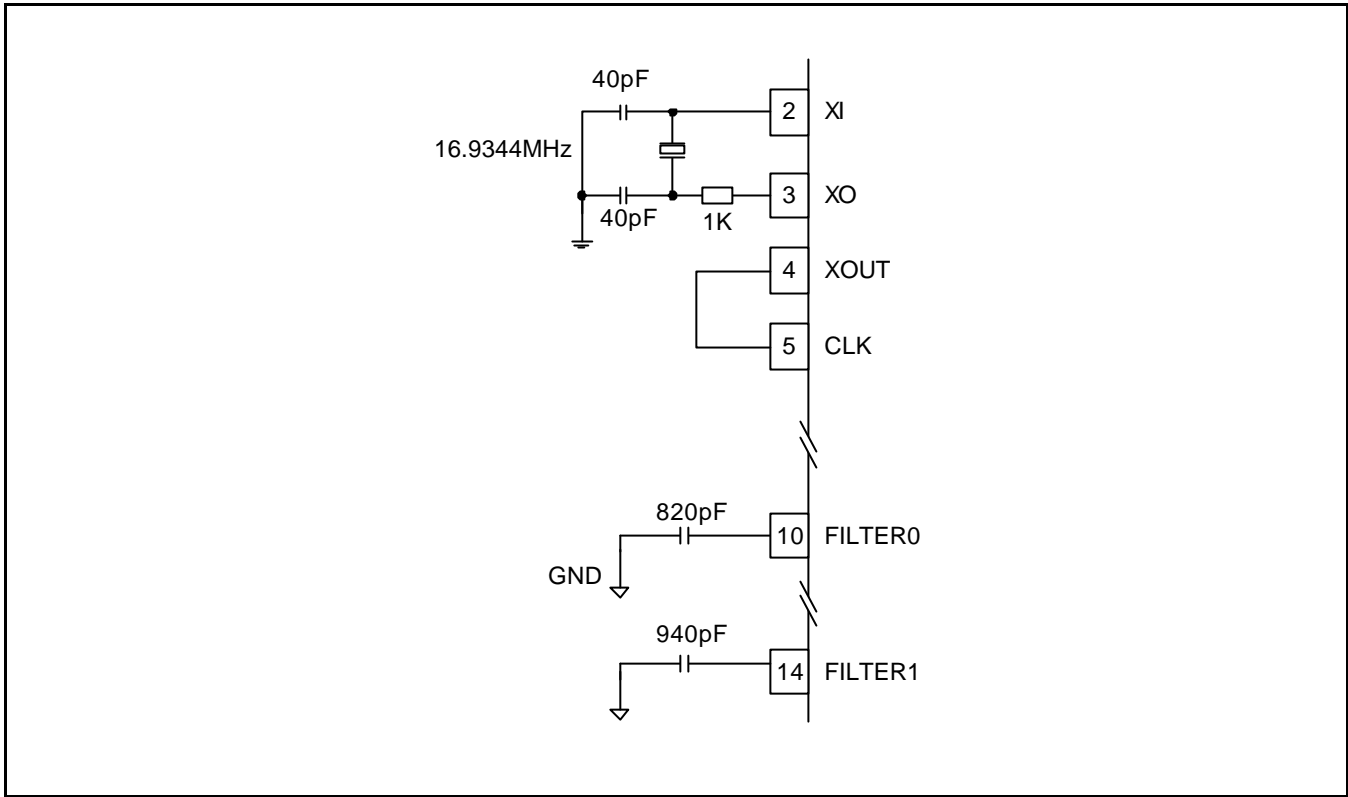 40pF
2 XI
16.9344MHz
3 XO
40pF
1K
4 XOUT
5 CLK
820pF
10 FILTER0
GND
940pF
14 FILTER1